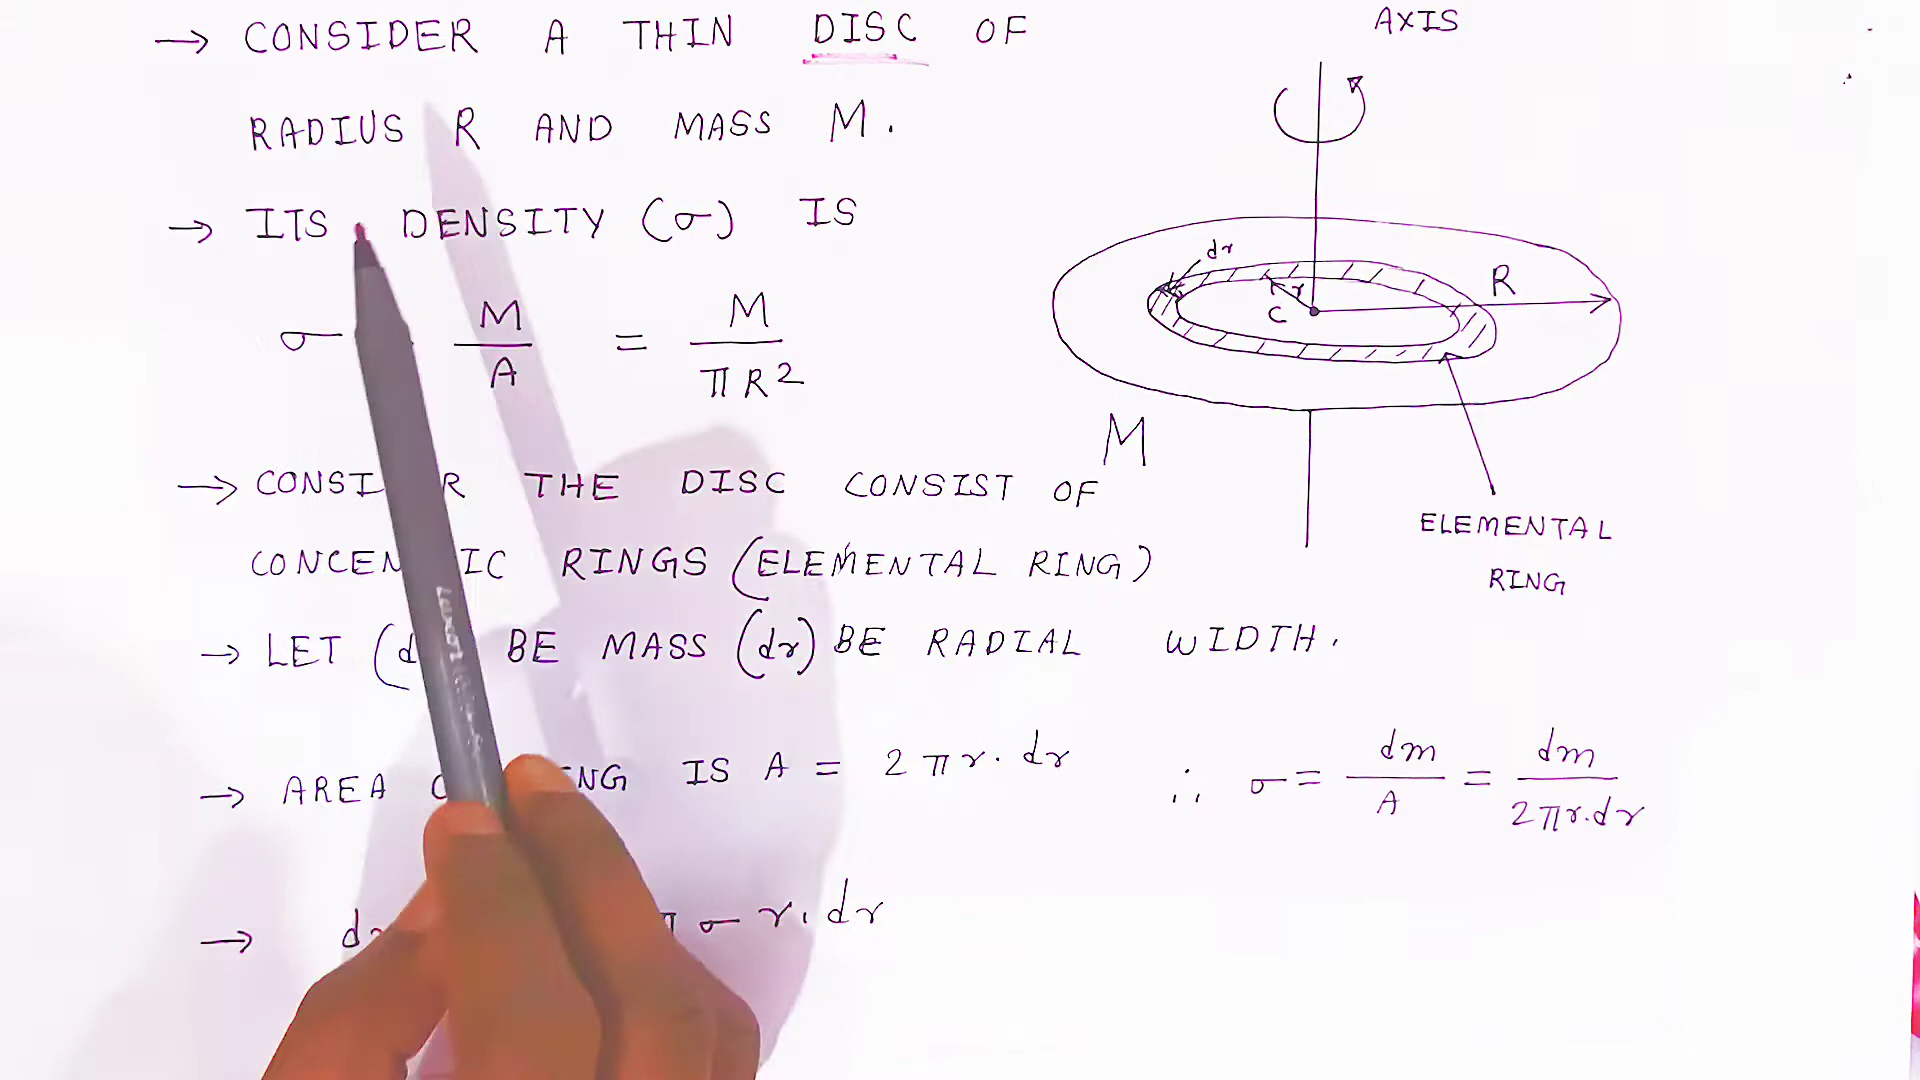 → CONSIDER A THIN DISC OF
RADIUS R AND MASS M.
→ ITS DENSITY (σ) IS
σ M/A = M/πR²
→ CONSI R THE DISC CONSIST OF
CONCEN IC RINGS (ELEMENTAL RING)
→ LET (d BE MASS (dr) BE RADIAL WIDTH.
→ AREA O NG IS A = 2πr.dr
∴ σ = dm/A = dm/2πr.dr
→ d σ r.dr
AXIS
dr
r
C
R
M
ELEMENTAL
RING
Luxor